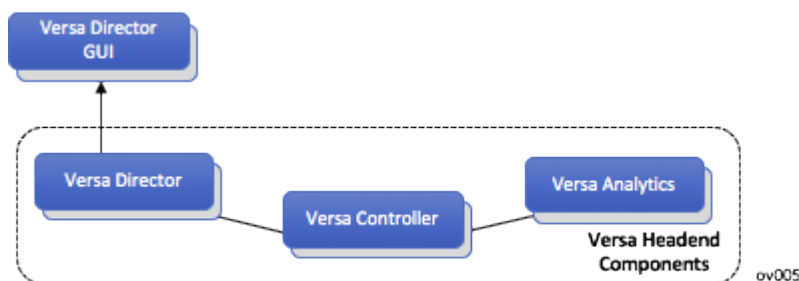 Versa Director
GUI
Versa Director
Versa Controller
Versa Analytics
Versa Headend
Components
ov005